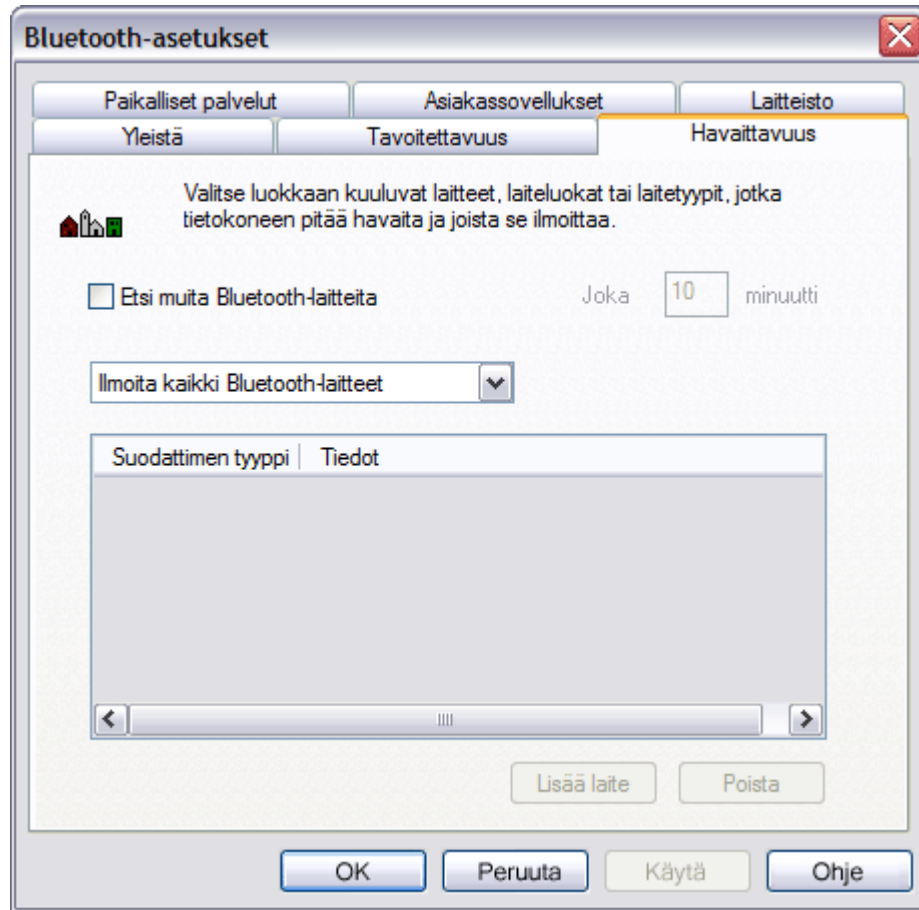 Bluetooth-asetukset
Paikalliset palvelut Asiakassovellukset Laitteisto
Yleistä Tavoitettavuus Havaittavuus
Valitse luokkaan kuuluvat laitteet, laiteluokat tai laitetyypit, jotka
tietokoneen pitää havaita ja joista se ilmoittaa.
Etsi muita Bluetooth-laitteita Joka 10 minuutti
Ilmoita kaikki Bluetooth-laitteet
Suodattimen tyyppi Tiedot
Lisää laite Poista
OK Peruuta Käytä Ohje